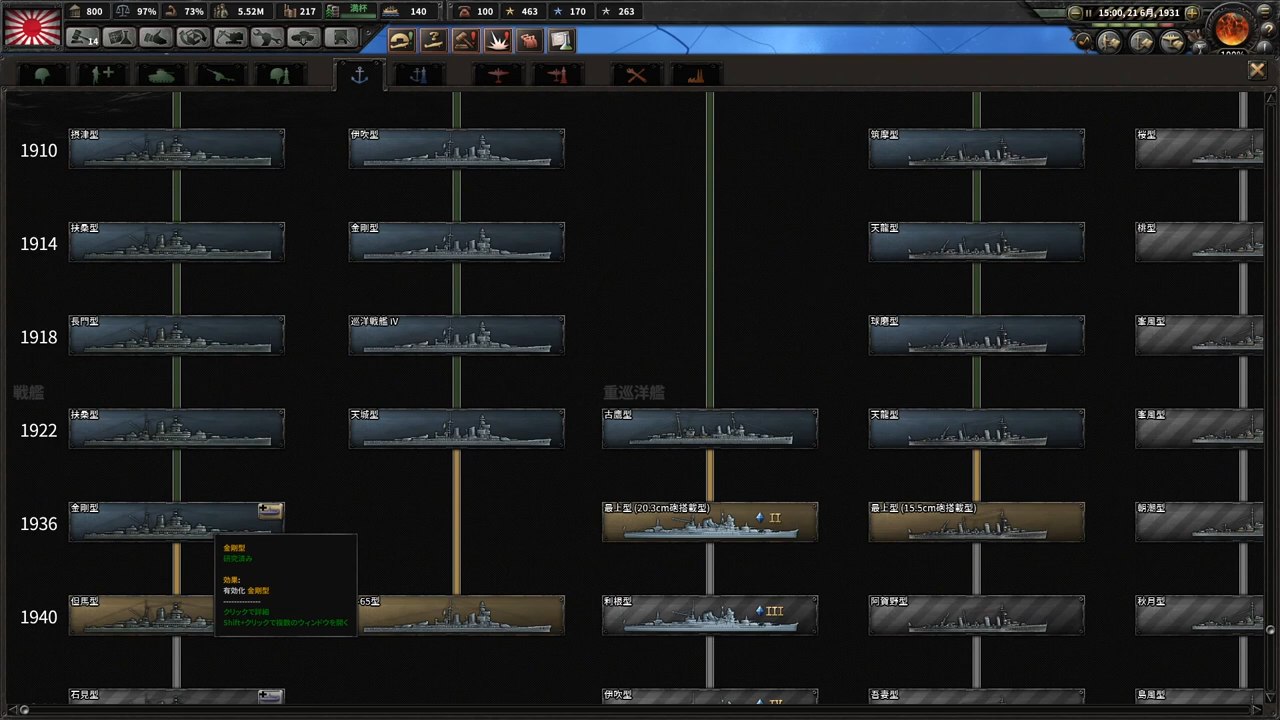 800 97% 73% 5.52M 217 満杯 140 100 463 170 263 15:00, 21 6月, 1931
14
100%
1910 摂津型 伊吹型 筑摩型 桜型
1914 扶桑型 金剛型 天龍型 桃型
1918 長門型 巡洋戦艦 IV 球磨型 峯風型
戦艦 重巡洋艦
1922 扶桑型 天城型 古鷹型 天龍型 峯風型
1936 金剛型 最上型 (20.3cm砲搭載型) II 最上型 (15.5cm砲搭載型) 朝潮型
金剛型
研究済み
効果:
有効化 金剛型
--------------
クリックで詳細
Shift+クリックで複数のウィンドウを開く
1940 但馬型 65型 利根型 III 阿賀野型 秋月型
石見型 伊吹型 IV 吾妻型 島風型